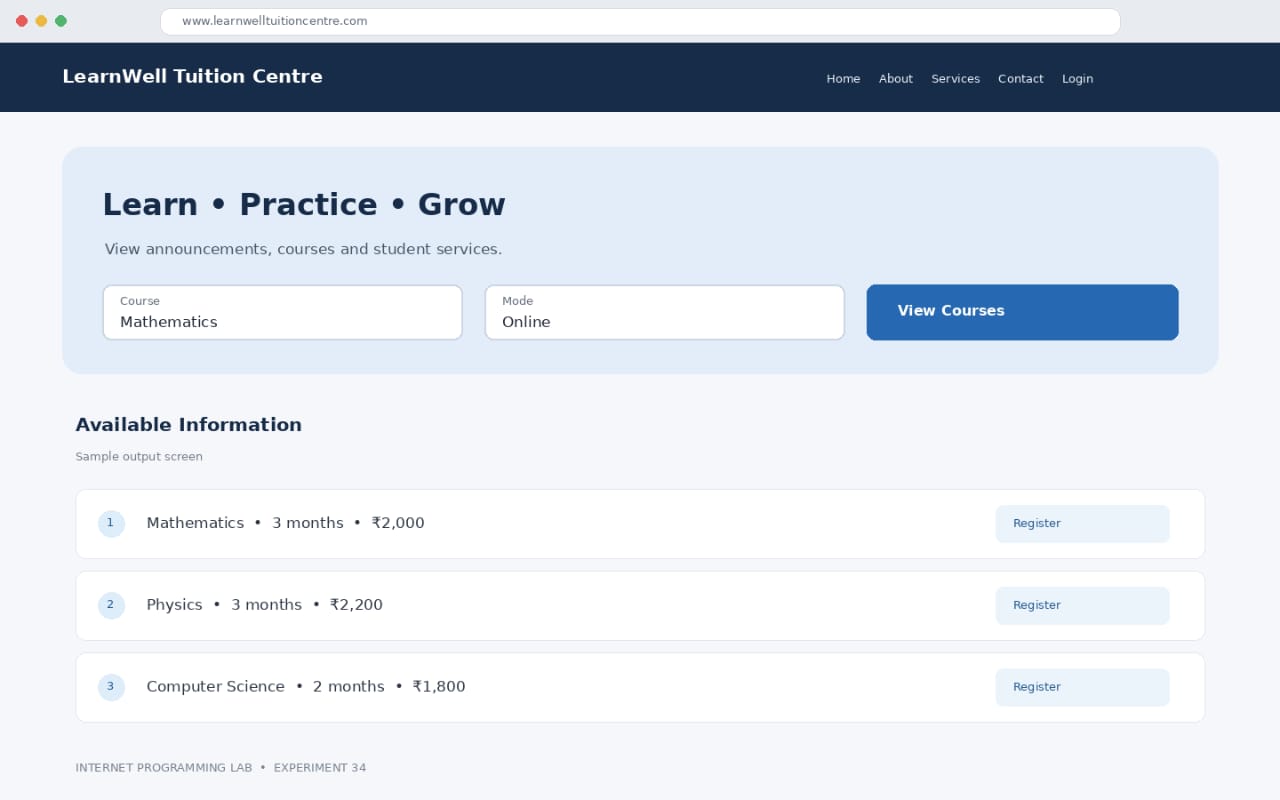 www.learnwelltuitioncentre.com
LearnWell Tuition Centre
Home About Services Contact Login
Learn • Practice • Grow
View announcements, courses and student services.
Course
Mathematics
Mode
Online
View Courses
Available Information
Sample output screen
1 Mathematics • 3 months • ₹2,000 Register
2 Physics • 3 months • ₹2,200 Register
3 Computer Science • 2 months • ₹1,800 Register
INTERNET PROGRAMMING LAB • EXPERIMENT 34